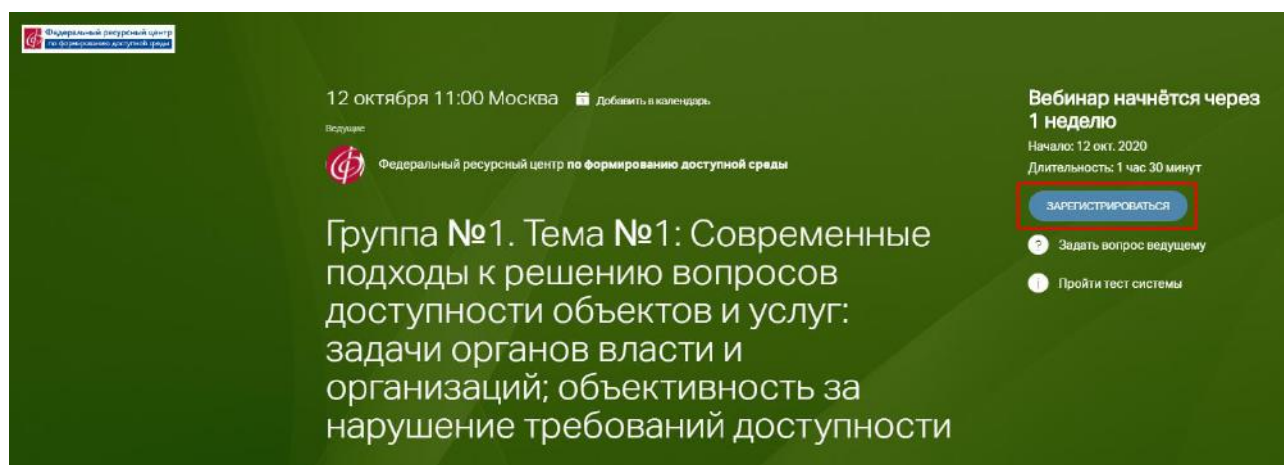 Федеральный ресурсный центр
по формированию доступной среды
12 октября 11:00 Москва
Добавить в календарь
Ведущие
Федеральный ресурсный центр по формированию доступной среды
Группа №1. Тема №1: Современные
подходы к решению вопросов
доступности объектов и услуг:
задачи органов власти и
организаций; объективность за
нарушение требований доступности
Вебинар начнётся через
1 неделю
Начало: 12 окт. 2020
Длительность: 1 час 30 минут
ЗАРЕГИСТРИРОВАТЬСЯ
? Задать вопрос ведущему
i Пройти тест системы